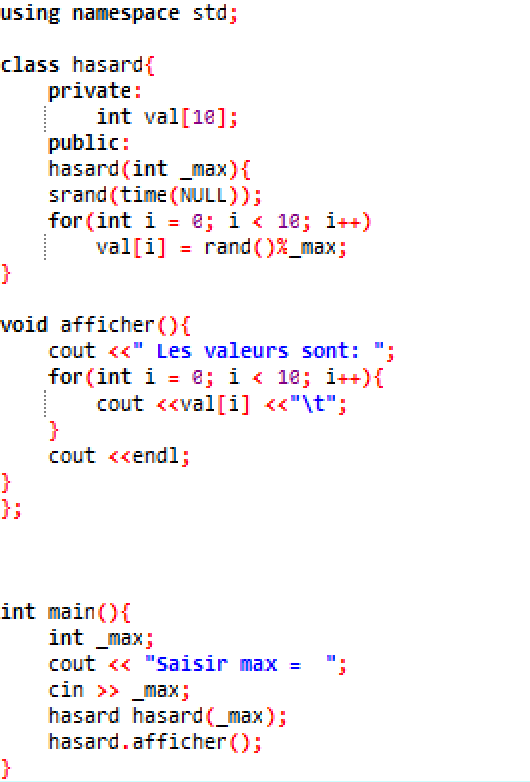 using namespace std;
class hasard{
    private:
        int val[10];
    public:
    hasard(int _max){
    srand(time(NULL));
    for(int i = 0; i < 10; i++)
        val[i] = rand()%_max;
}
void afficher(){
    cout <<" Les valeurs sont: ";
    for(int i = 0; i < 10; i++){
        cout <<val[i] <<"\t";
    }
    cout <<endl;
}
};
int main(){
    int _max;
    cout << "Saisir max =  ";
    cin >> _max;
    hasard hasard(_max);
    hasard.afficher();
}